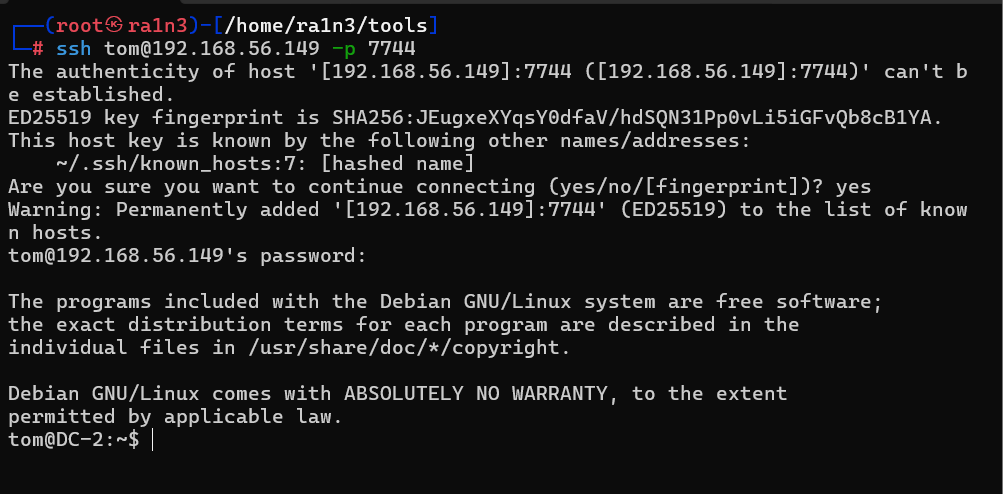 ┌──(root㉿ra1n3)-[/home/ra1n3/tools]
└─# ssh tom@192.168.56.149 -p 7744
The authenticity of host '[192.168.56.149]:7744 ([192.168.56.149]:7744)' can't b
e established.
ED25519 key fingerprint is SHA256:JEugxeXYqsY0dfaV/hdSQN31Pp0vLi5iGFvQb8cB1YA.
This host key is known by the following other names/addresses:
    ~/.ssh/known_hosts:7: [hashed name]
Are you sure you want to continue connecting (yes/no/[fingerprint])? yes
Warning: Permanently added '[192.168.56.149]:7744' (ED25519) to the list of know
n hosts.
tom@192.168.56.149's password:

The programs included with the Debian GNU/Linux system are free software;
the exact distribution terms for each program are described in the
individual files in /usr/share/doc/*/copyright.

Debian GNU/Linux comes with ABSOLUTELY NO WARRANTY, to the extent
permitted by applicable law.
tom@DC-2:~$